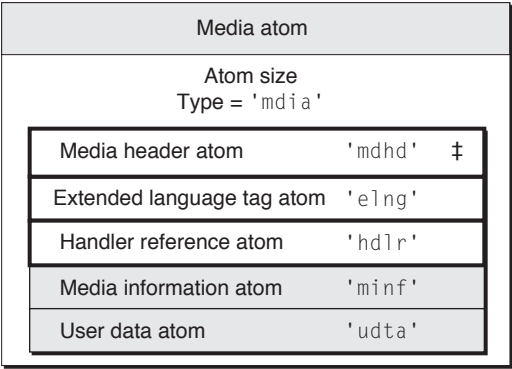 Media atom
Atom size
Type = 'mdia'
Media header atom 'mdhd' ‡
Extended language tag atom 'elng'
Handler reference atom 'hdlr'
Media information atom 'minf'
User data atom 'udta'